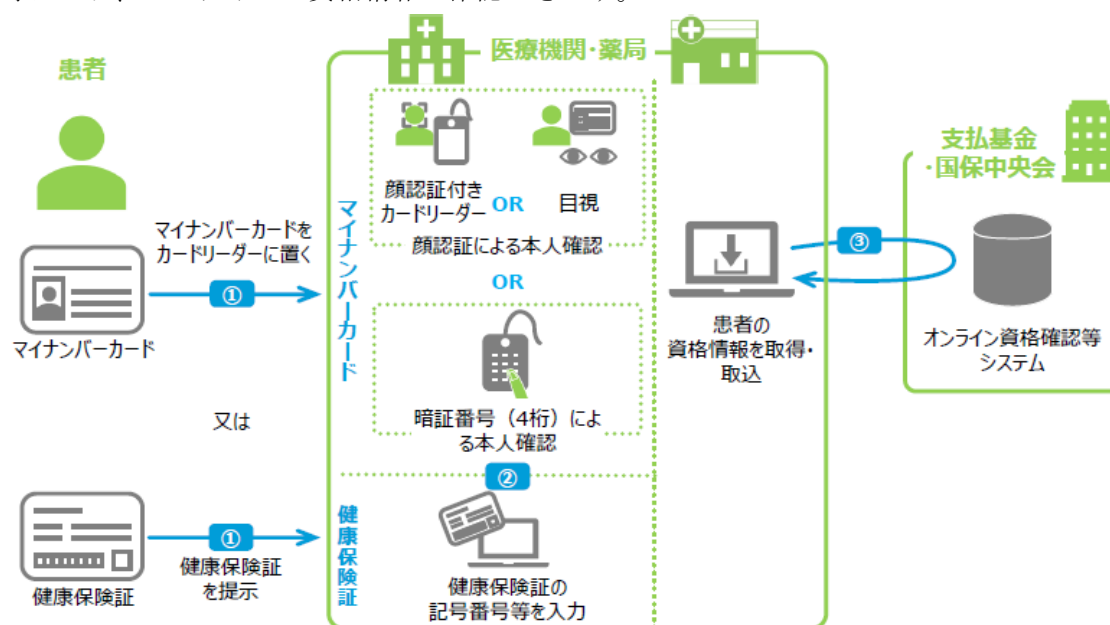 医療機関・薬局
患者
支払基金
・国保中央会
マイナンバーカードを
カードリーダーに置く
①
マイナンバーカード
マイナンバーカード
顔認証付き
カードリーダー
OR
目視
顔認証による本人確認
OR
暗証番号（4桁）によ
る本人確認
②
患者の
資格情報を取得・
取込
③
オンライン資格確認等
システム
又は
健康保険証
①
健康保険証
を提示
健康保険証
健康保険証の
記号番号等を入力